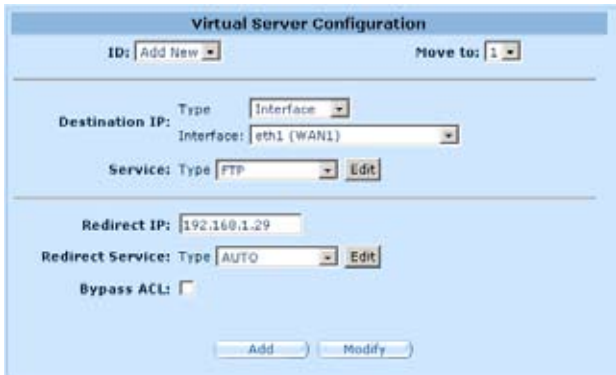 Virtual Server Configuration
ID: Add New Move to: 1
Destination IP: Type Interface
Interface: eth1 (WAN1)
Service: Type FTP Edit
Redirect IP: 192.168.1.29
Redirect Service: Type AUTO Edit
Bypass ACL:
Add Modify